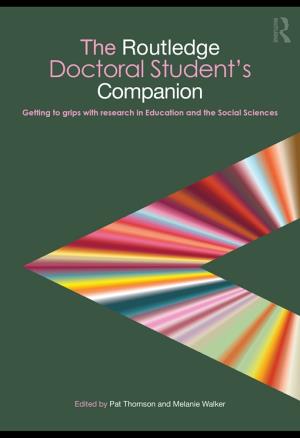 The Routledge
Doctoral Student's
Companion
Getting to grips with research in Education and the Social Sciences
Edited by Pat Thomson and Melanie Walker
Routledge